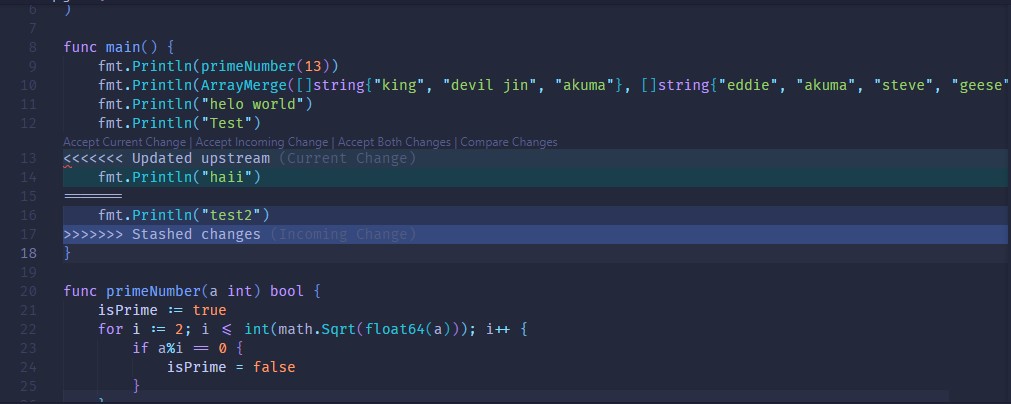 6 )
7
8 func main() {
9 fmt.Println(primeNumber(13))
10 fmt.Println(ArrayMerge([]string{"king", "devil jin", "akuma"}, []string{"eddie", "akuma", "steve", "geese"
11 fmt.Println("helo world")
12 fmt.Println("Test")
Accept Current Change | Accept Incoming Change | Accept Both Changes | Compare Changes
13 <<<<<<< Updated upstream (Current Change)
14 fmt.Println("haii")
15 =======
16 fmt.Println("test2")
17 >>>>>>> Stashed changes (Incoming Change)
18 }
19
20 func primeNumber(a int) bool {
21 isPrime := true
22 for i := 2; i <= int(math.Sqrt(float64(a))); i++ {
23 if a%i == 0 {
24 isPrime = false
25 }